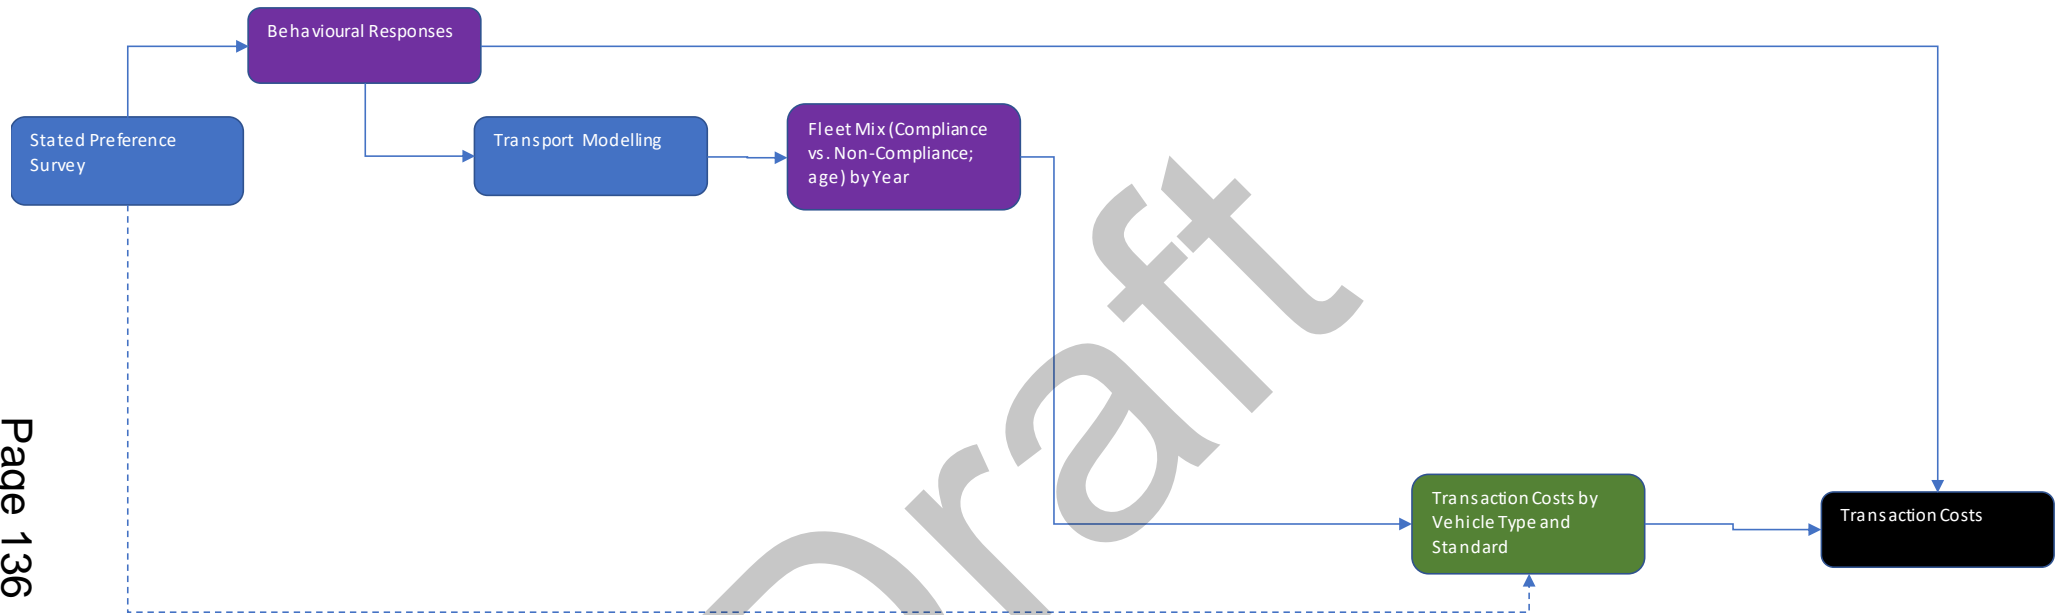 Behavioural Responses
Stated Preference
Survey
Transport Modelling
Fleet Mix (Compliance
vs. Non-Compliance;
age) by Year
Transaction Costs by
Vehicle Type and
Standard
Transaction Costs
Draft
Page 136